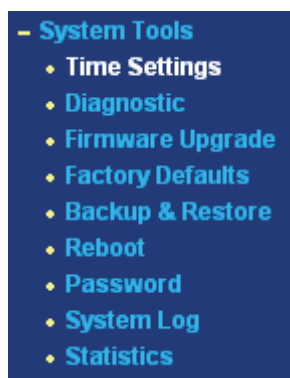 – System Tools
• Time Settings
• Diagnostic
• Firmware Upgrade
• Factory Defaults
• Backup & Restore
• Reboot
• Password
• System Log
• Statistics